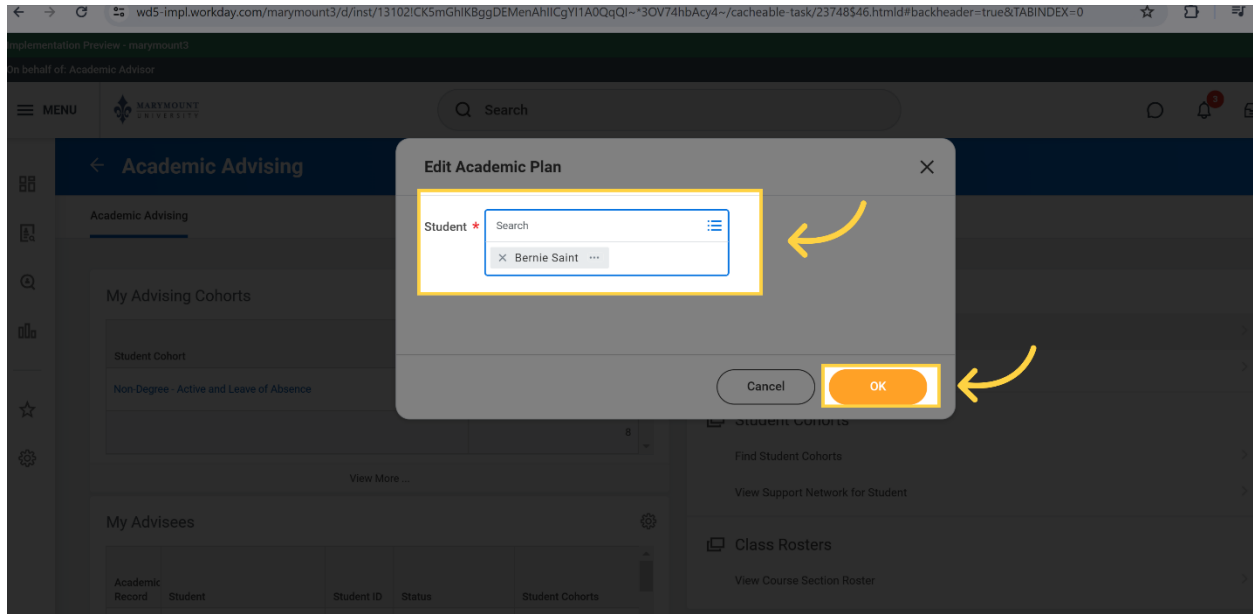 wd5-impl.workday.com/marymount3/d/inst/13102!CK5mGhIKBggDEMenAhIICgYI1A0QqQI~*3OV74hbAcy4~/cacheable-task/23748$46.htmld#backheader=true&TABINDEX=0
Implementation Preview - marymount3
On behalf of: Academic Advisor
MENU
MARYMOUNT
UNIVERSITY
Search
3
Academic Advising
Academic Advising
Edit Academic Plan
Student *
Search
Bernie Saint
Cancel
OK
My Advising Cohorts
Student Cohort
Non-Degree - Active and Leave of Absence
8
View More ...
My Advisees
Academic
Record
Student
Student ID
Status
Student Cohorts
Student Cohorts
Find Student Cohorts
View Support Network for Student
Class Rosters
View Course Section Roster